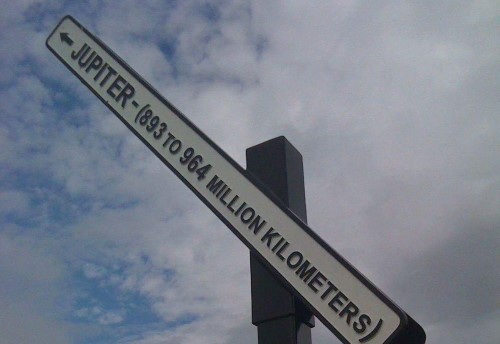 ← JUPITER - (893 TO 964 MILLION KILOMETERS)